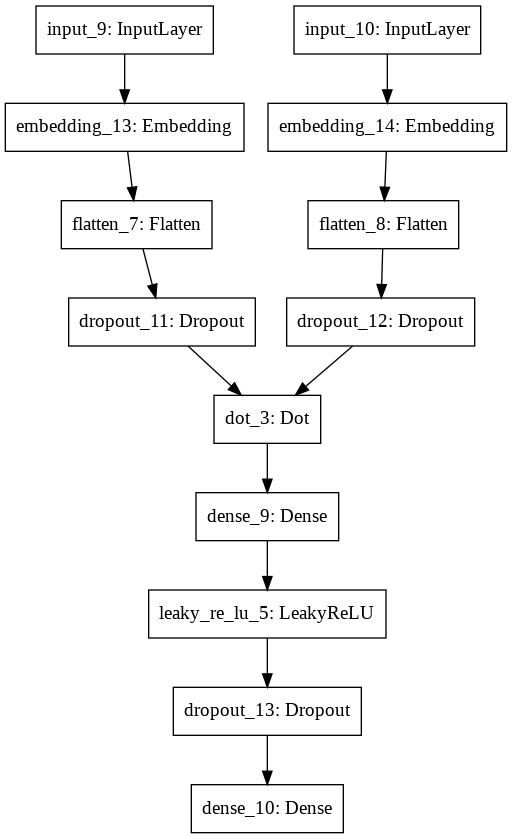 input_9: InputLayer
input_10: InputLayer
embedding_13: Embedding
embedding_14: Embedding
flatten_7: Flatten
flatten_8: Flatten
dropout_11: Dropout
dropout_12: Dropout
dot_3: Dot
dense_9: Dense
leaky_re_lu_5: LeakyReLU
dropout_13: Dropout
dense_10: Dense